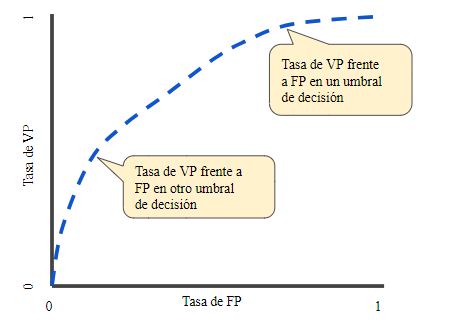 1
Tasa de VP frente
a FP en un umbral
de decisión
Tasa de VP
Tasa de VP frente a
FP en otro umbral
de decisión
0
0
Tasa de FP
1